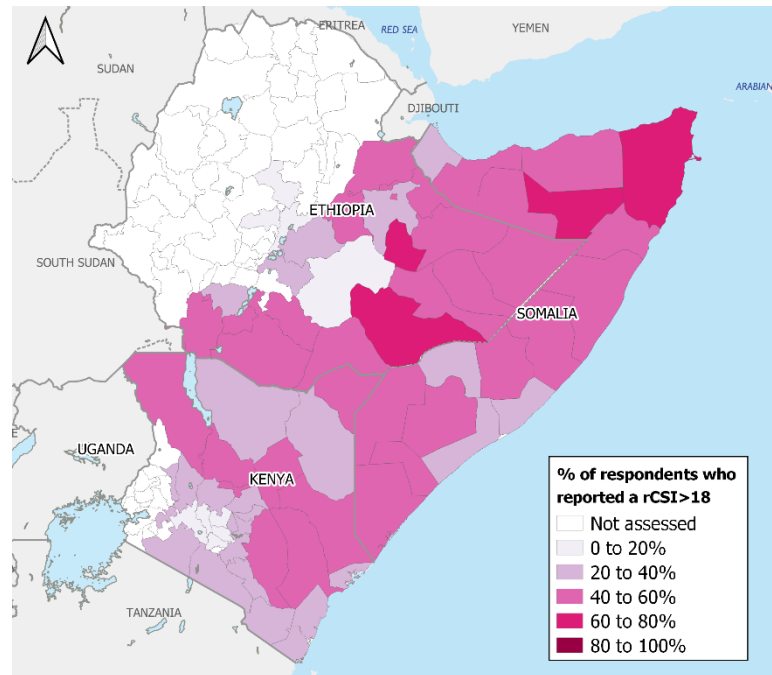 ERITREA
RED SEA
YEMEN
SUDAN
ARABIAN
DJIBOUTI
ETHIOPIA
SOUTH SUDAN
SOMALIA
UGANDA
KENYA
TANZANIA
% of respondents who
reported a rCSI>18
Not assessed
0 to 20%
20 to 40%
40 to 60%
60 to 80%
80 to 100%